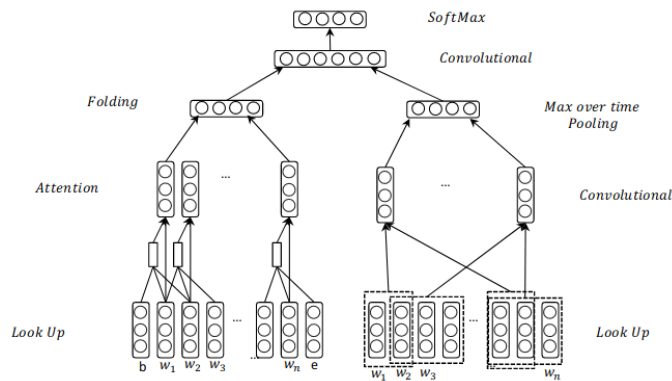 SoftMax
Convolutional
Folding
Max over time
Pooling
...
...
Attention
Convolutional
...
...
...
Look Up
Look Up
b w₁ w₂ w₃ wₙ e
w₁ w₂ w₃ wₙ